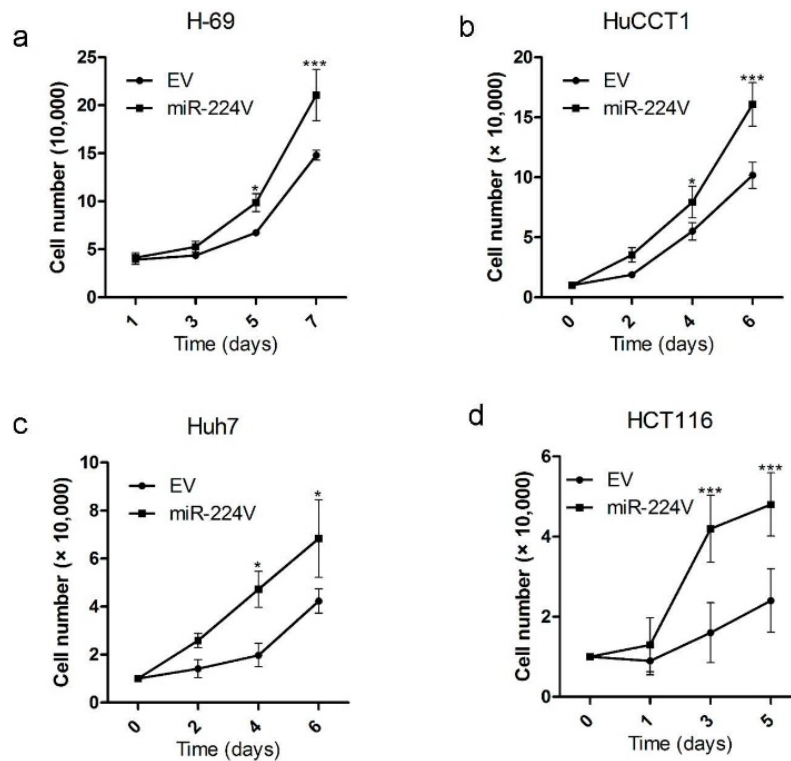 a
H-69
Cell number (10,000)
25
20
15
10
5
0
EV
miR-224V
*
***
1
3
5
7
Time (days)
b
HuCCT1
Cell number (× 10,000)
20
15
10
5
0
EV
miR-224V
*
***
0
2
4
6
Time (days)
c
Huh7
Cell number (× 10,000)
10
8
6
4
2
0
EV
miR-224V
*
*
0
2
4
6
Time (days)
d
HCT116
Cell number (× 10,000)
6
4
2
0
EV
miR-224V
***
***
0
1
3
5
Time (days)